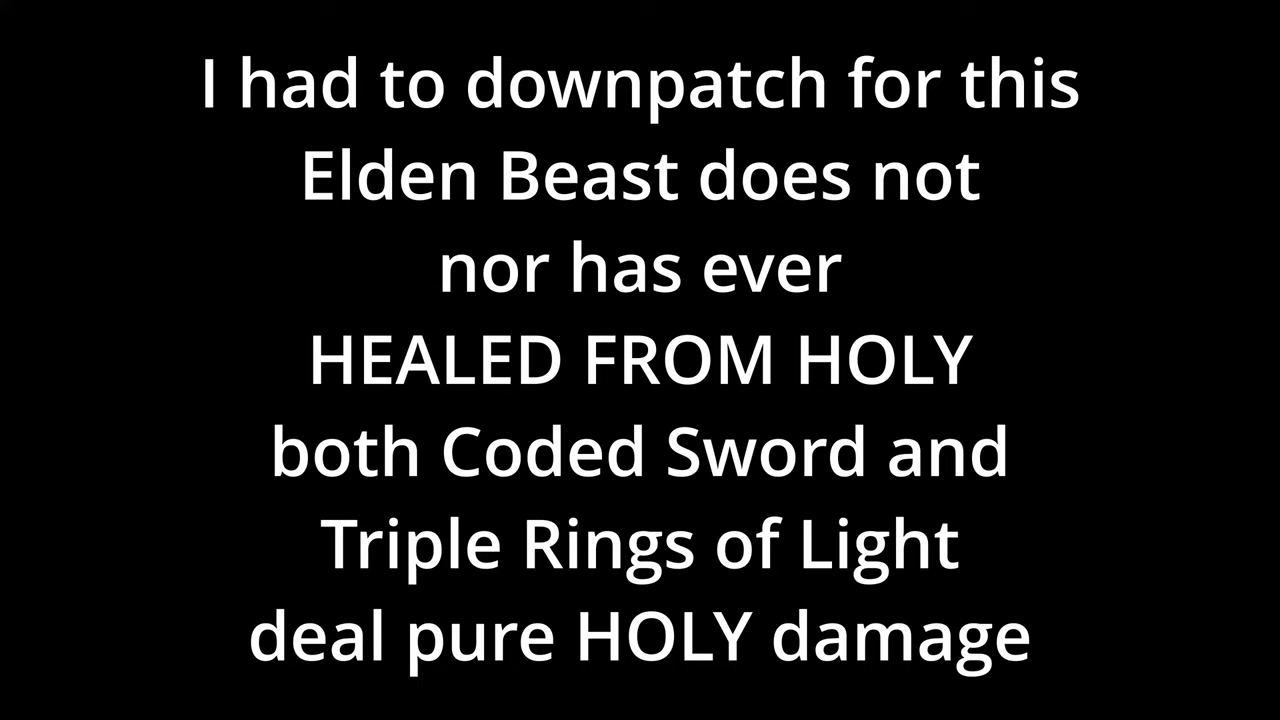 I had to downpatch for this
Elden Beast does not
nor has ever
HEALED FROM HOLY
both Coded Sword and
Triple Rings of Light
deal pure HOLY damage